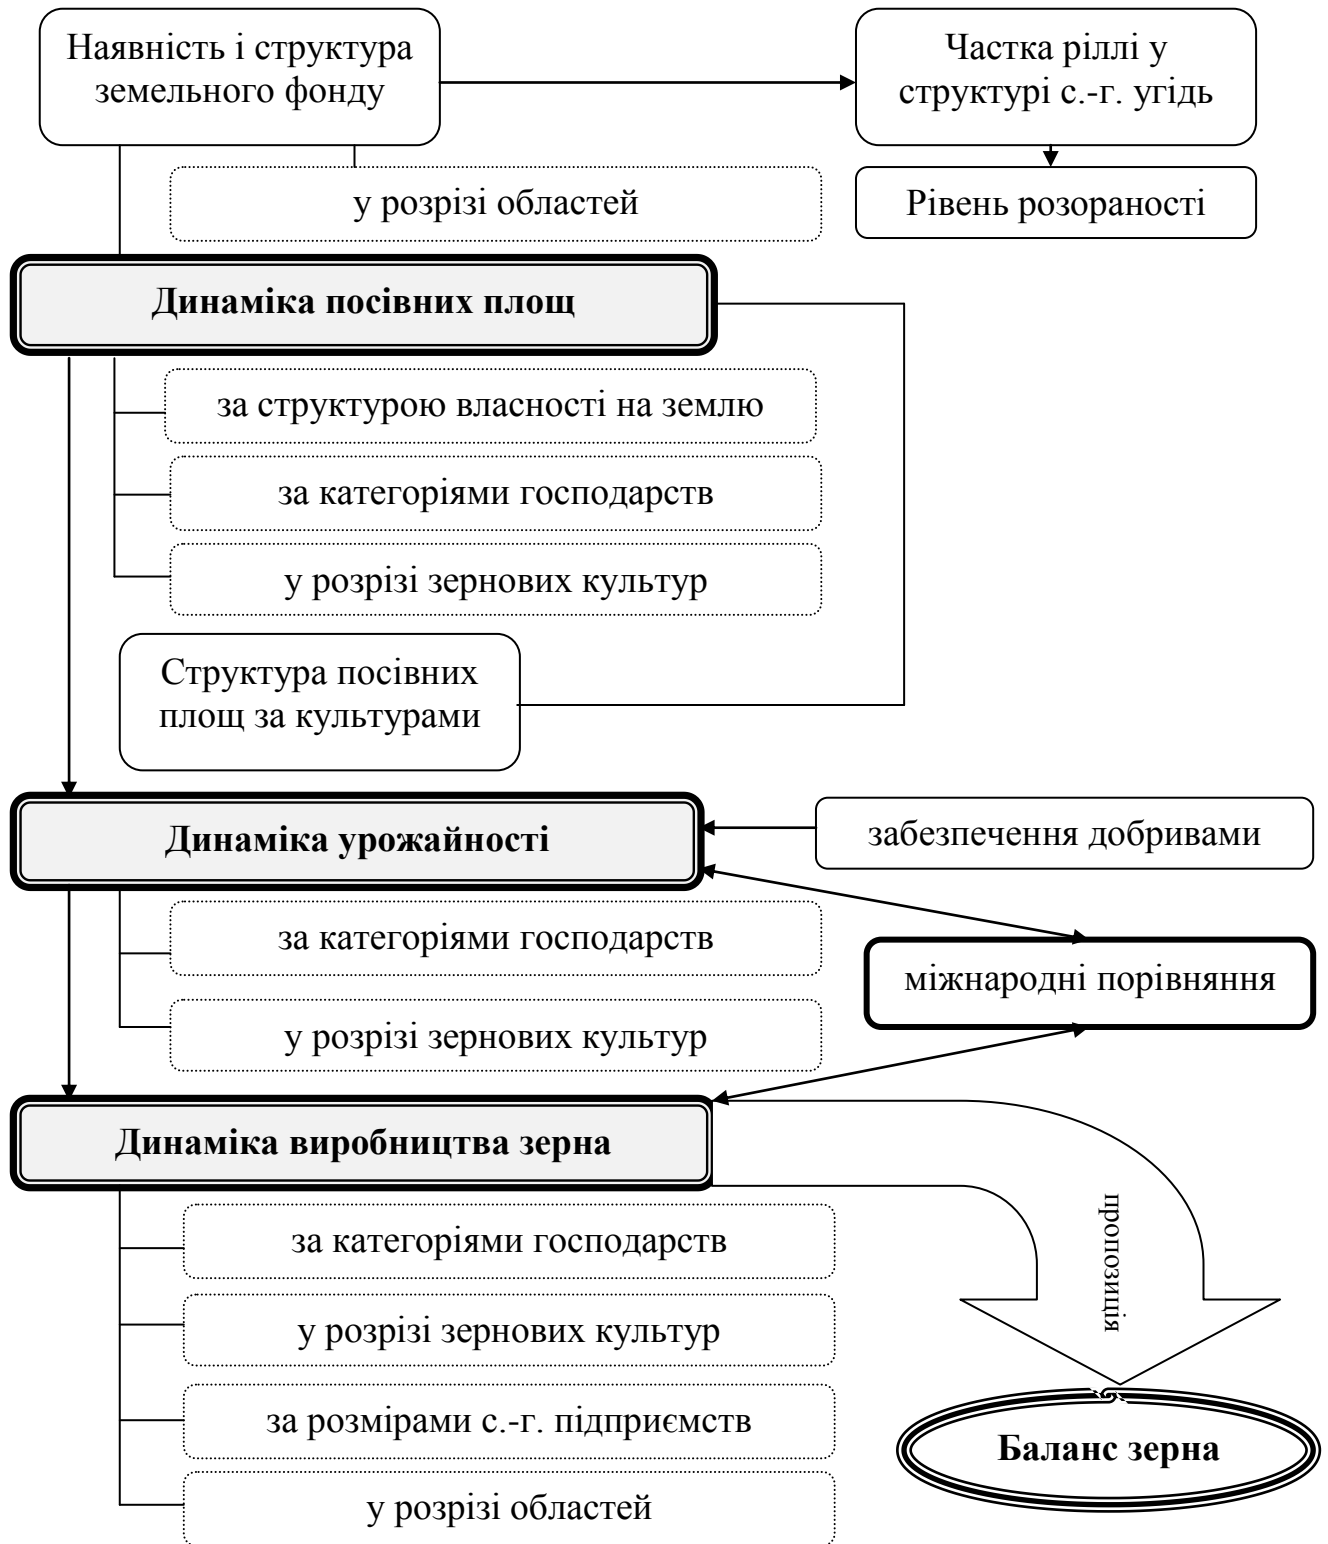 Наявність і структура
земельного фонду
Частка ріллі у
структурі с.-г. угідь
у розрізі областей
Рівень розораності
Динаміка посівних площ
за структурою власності на землю
за категоріями господарств
у розрізі зернових культур
Структура посівних
площ за культурами
Динаміка урожайності
забезпечення добривами
за категоріями господарств
міжнародні порівняння
у розрізі зернових культур
Динаміка виробництва зерна
пропозиція
за категоріями господарств
у розрізі зернових культур
за розмірами с.-г. підприємств
Баланс зерна
у розрізі областей